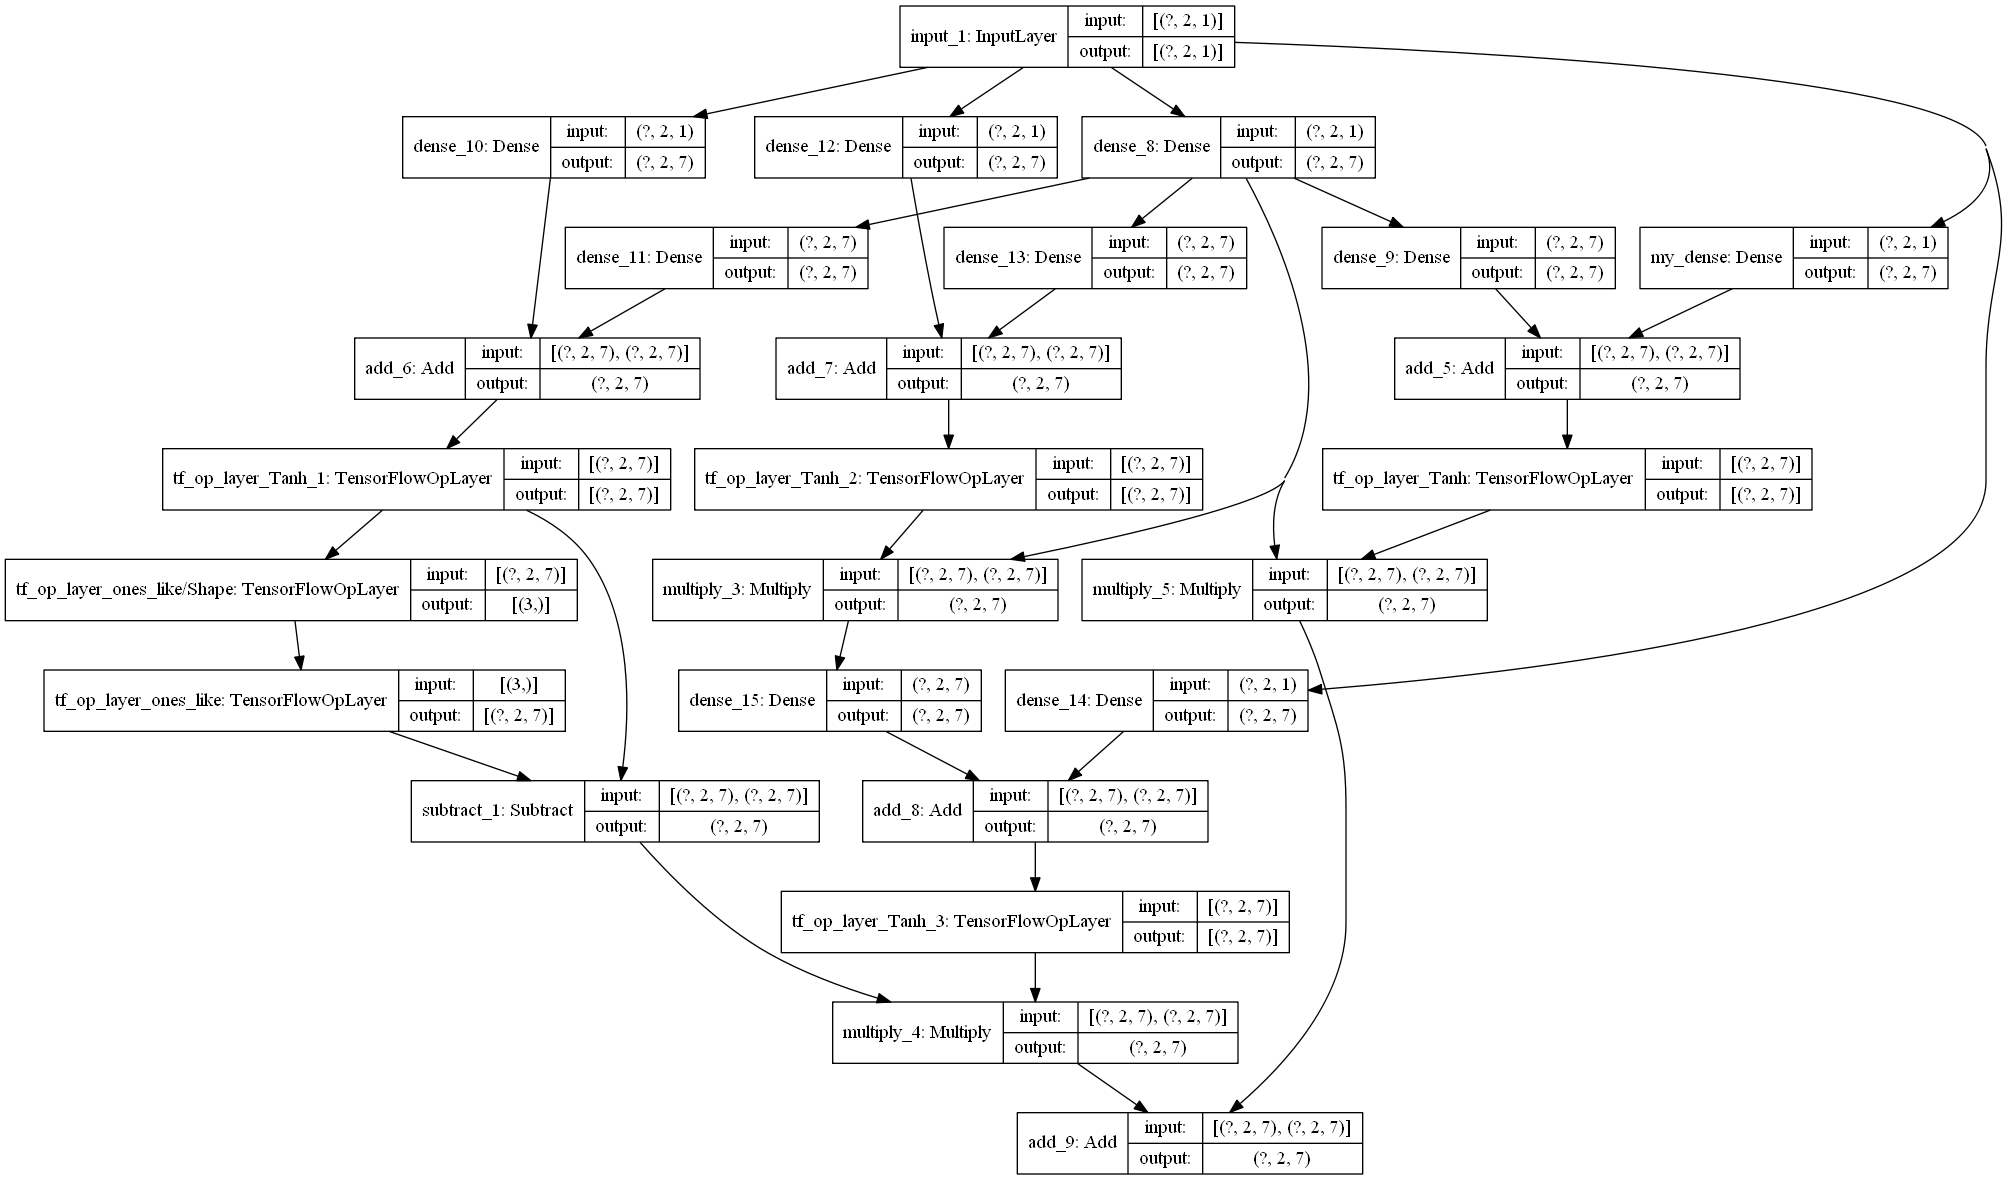 input_1: InputLayer
input:
[(?, 2, 1)]
output:
[(?, 2, 1)]
dense_10: Dense
input:
(?, 2, 1)
output:
(?, 2, 7)
dense_12: Dense
input:
(?, 2, 1)
output:
(?, 2, 7)
dense_8: Dense
input:
(?, 2, 1)
output:
(?, 2, 7)
dense_11: Dense
input:
(?, 2, 7)
output:
(?, 2, 7)
dense_13: Dense
input:
(?, 2, 7)
output:
(?, 2, 7)
dense_9: Dense
input:
(?, 2, 7)
output:
(?, 2, 7)
my_dense: Dense
input:
(?, 2, 1)
output:
(?, 2, 7)
add_6: Add
input:
[(?, 2, 7), (?, 2, 7)]
output:
(?, 2, 7)
add_7: Add
input:
[(?, 2, 7), (?, 2, 7)]
output:
(?, 2, 7)
add_5: Add
input:
[(?, 2, 7), (?, 2, 7)]
output:
(?, 2, 7)
tf_op_layer_Tanh_1: TensorFlowOpLayer
input:
[(?, 2, 7)]
output:
[(?, 2, 7)]
tf_op_layer_Tanh_2: TensorFlowOpLayer
input:
[(?, 2, 7)]
output:
[(?, 2, 7)]
tf_op_layer_Tanh: TensorFlowOpLayer
input:
[(?, 2, 7)]
output:
[(?, 2, 7)]
tf_op_layer_ones_like/Shape: TensorFlowOpLayer
input:
[(?, 2, 7)]
output:
[(3,)]
multiply_3: Multiply
input:
[(?, 2, 7), (?, 2, 7)]
output:
(?, 2, 7)
multiply_5: Multiply
input:
[(?, 2, 7), (?, 2, 7)]
output:
(?, 2, 7)
tf_op_layer_ones_like: TensorFlowOpLayer
input:
[(3,)]
output:
[(?, 2, 7)]
dense_15: Dense
input:
(?, 2, 7)
output:
(?, 2, 7)
dense_14: Dense
input:
(?, 2, 1)
output:
(?, 2, 7)
subtract_1: Subtract
input:
[(?, 2, 7), (?, 2, 7)]
output:
(?, 2, 7)
add_8: Add
input:
[(?, 2, 7), (?, 2, 7)]
output:
(?, 2, 7)
tf_op_layer_Tanh_3: TensorFlowOpLayer
input:
[(?, 2, 7)]
output:
[(?, 2, 7)]
multiply_4: Multiply
input:
[(?, 2, 7), (?, 2, 7)]
output:
(?, 2, 7)
add_9: Add
input:
[(?, 2, 7), (?, 2, 7)]
output:
(?, 2, 7)